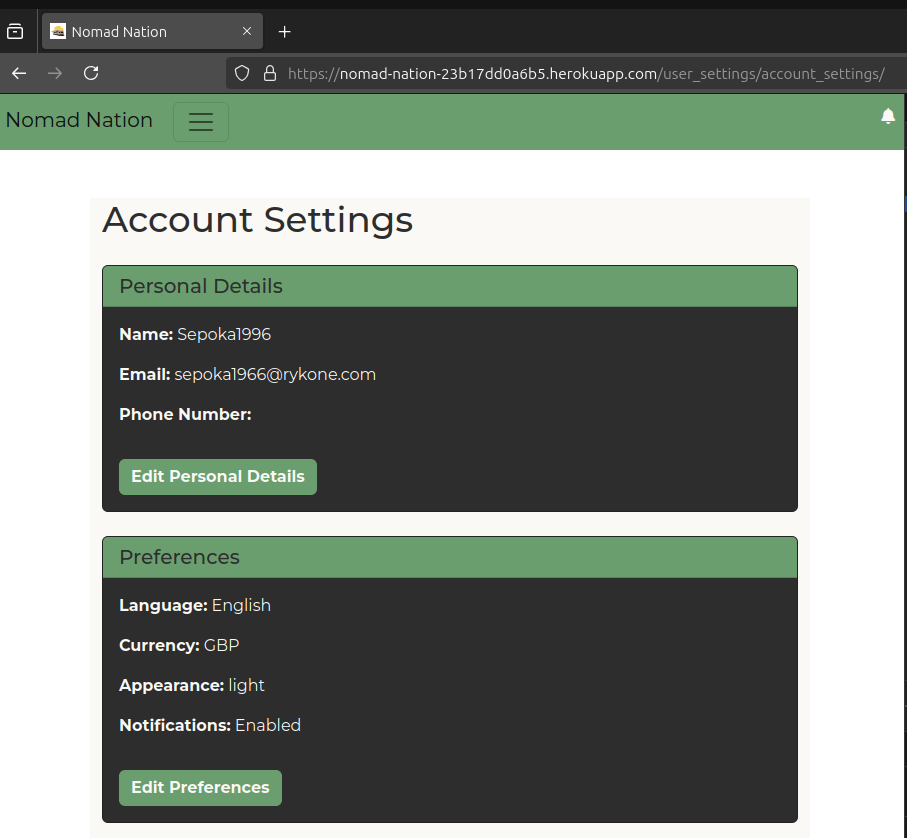 Nomad Nation
https://nomad-nation-23b17dd0a6b5.herokuapp.com/user_settings/account_settings/
Nomad Nation
Account Settings
Personal Details
Name: Sepoka1996
Email: sepoka1966@rykone.com
Phone Number:
Edit Personal Details
Preferences
Language: English
Currency: GBP
Appearance: light
Notifications: Enabled
Edit Preferences